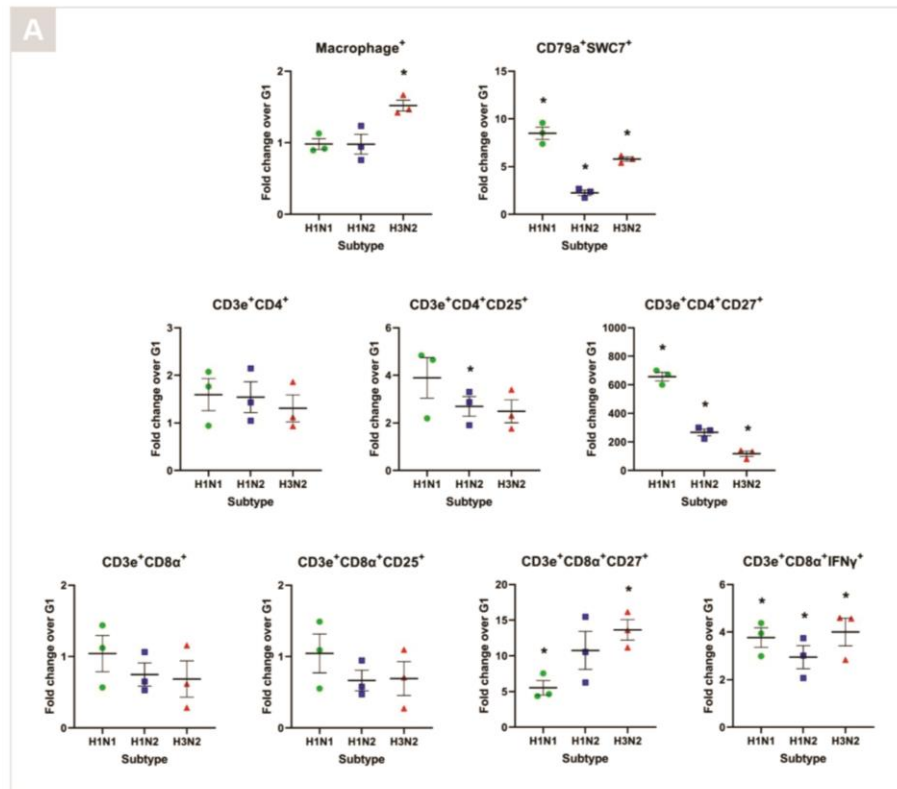 A
Macrophage⁺
Fold change over G1
2
1
0
*
H1N1 H1N2 H3N2
Subtype
CD79a⁺SWC7⁺
Fold change over G1
15
10
5
0
* * *
H1N1 H1N2 H3N2
Subtype
CD3e⁺CD4⁺
Fold change over G1
3
2
1
0
H1N1 H1N2 H3N2
Subtype
CD3e⁺CD4⁺CD25⁺
Fold change over G1
6
4
2
0
*
H1N1 H1N2 H3N2
Subtype
CD3e⁺CD4⁺CD27⁺
Fold change over G1
1000
800
600
400
200
0
* * *
H1N1 H1N2 H3N2
Subtype
CD3e⁺CD8α⁺
Fold change over G1
2
1
0
H1N1 H1N2 H3N2
Subtype
CD3e⁺CD8α⁺CD25⁺
Fold change over G1
2
1
0
H1N1 H1N2 H3N2
Subtype
CD3e⁺CD8α⁺CD27⁺
Fold change over G1
20
15
10
5
0
* *
H1N1 H1N2 H3N2
Subtype
CD3e⁺CD8α⁺IFNγ⁺
Fold change over G1
6
4
2
0
* * *
H1N1 H1N2 H3N2
Subtype